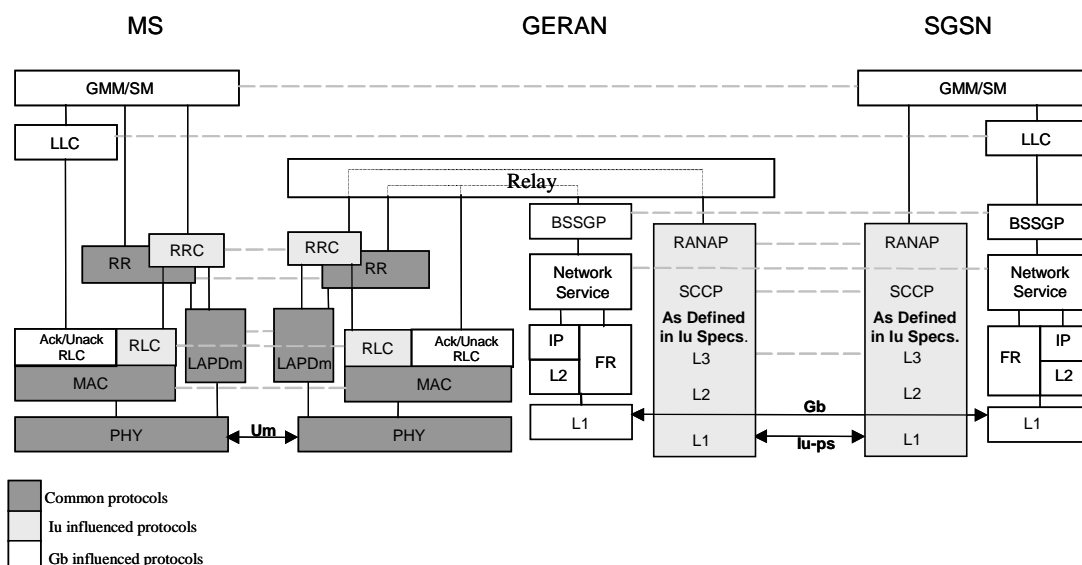 MS GERAN SGSN
GMM/SM GMM/SM
LLC LLC
Relay
BSSGP BSSGP
RRC RRC RANAP RANAP
RR RR
Network
Service
Network
Service
SCCP SCCP
As Defined
in Iu Specs.
As Defined
in Iu Specs.
Ack/Unack
RLC
RLC
LAPDm
LAPDm
RLC
Ack/Unack
RLC
IP
L2
FR
FR
IP
L2
L3 L3
MAC MAC
L2 L2
Gb
PHY Um PHY L1 L1 Iu-ps L1 L1
Common protocols
Iu influenced protocols
Gb influenced protocols